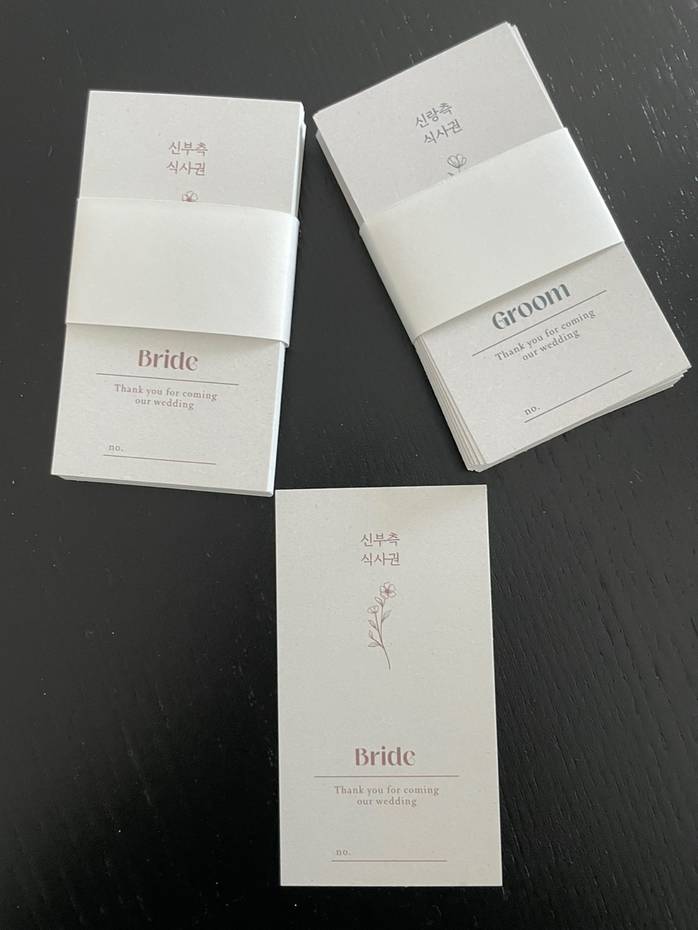 신부측
식사권
Bride
Thank you for coming
our wedding
no.
신랑측
식사권
Groom
Thank you for coming
our wedding
no.
신부측
식사권
Bride
Thank you for coming
our wedding
no.